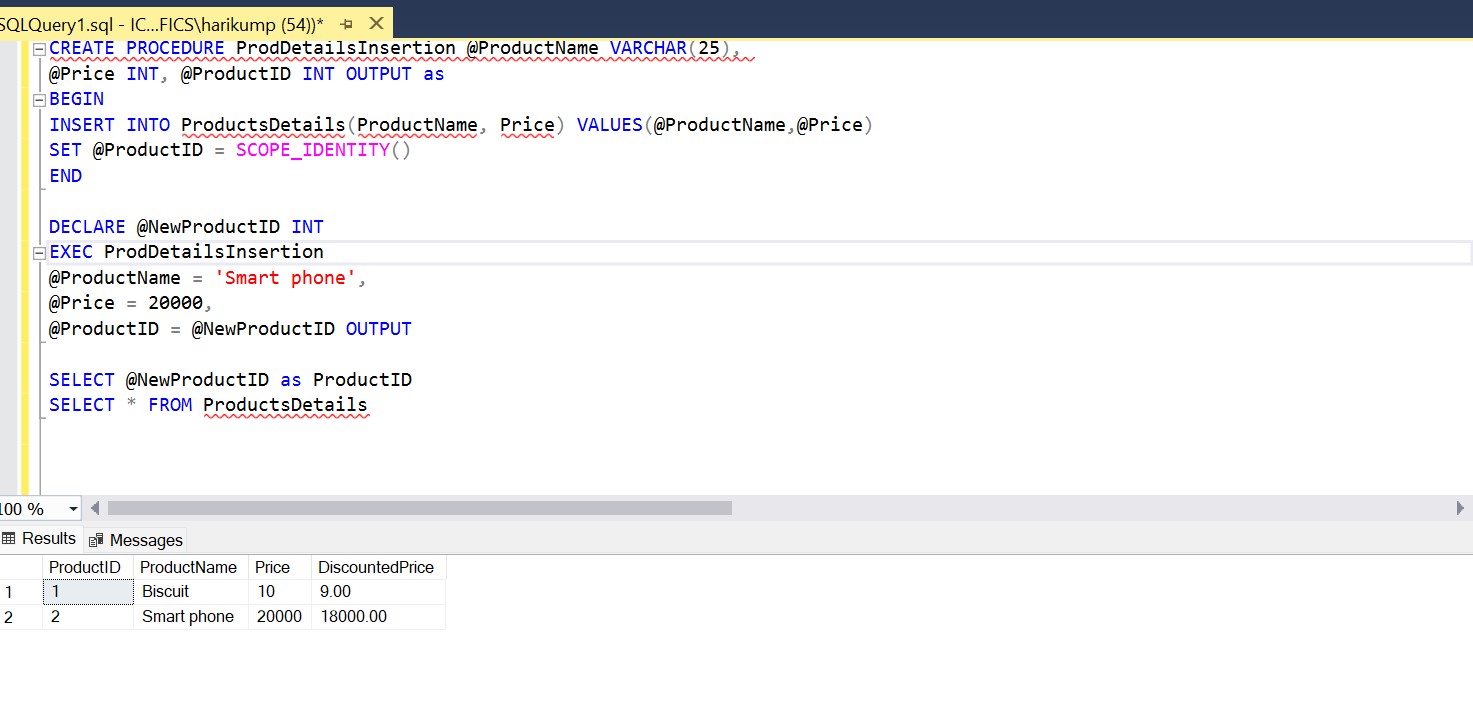 SQLQuery1.sql - IC...FICS\harikump (54))*
CREATE PROCEDURE ProdDetailsInsertion @ProductName VARCHAR(25),
@Price INT, @ProductID INT OUTPUT as
BEGIN
INSERT INTO ProductsDetails(ProductName, Price) VALUES(@ProductName,@Price)
SET @ProductID = SCOPE_IDENTITY()
END
DECLARE @NewProductID INT
EXEC ProdDetailsInsertion
@ProductName = 'Smart phone',
@Price = 20000,
@ProductID = @NewProductID OUTPUT
SELECT @NewProductID as ProductID
SELECT * FROM ProductsDetails
100 %
Results Messages
ProductID ProductName Price DiscountedPrice
1 1 Biscuit 10 9.00
2 2 Smart phone 20000 18000.00